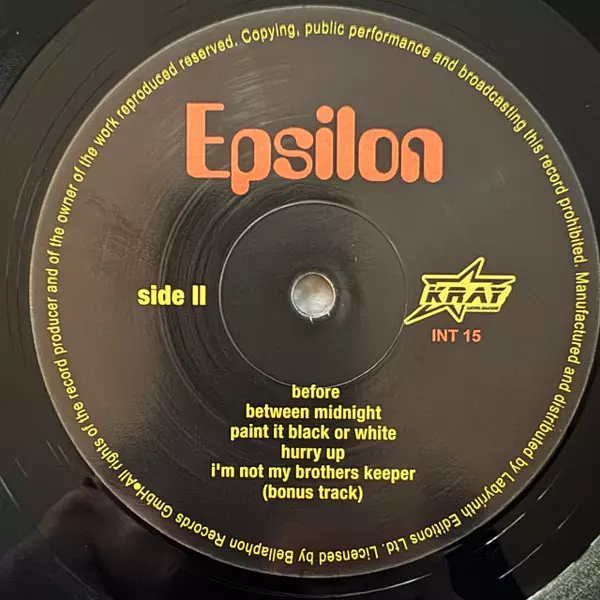 All rights of the record producer and of the owner of the work reproduced reserved. Copying, public performance and broadcasting this record prohibited. Manufactured and distributed by Labyrinth Editions Ltd. Licensed by Bellaphon Records GmbH•
Epsilon
side II
KRAY
INT 15
before
between midnight
paint it black or white
hurry up
i'm not my brothers keeper
(bonus track)